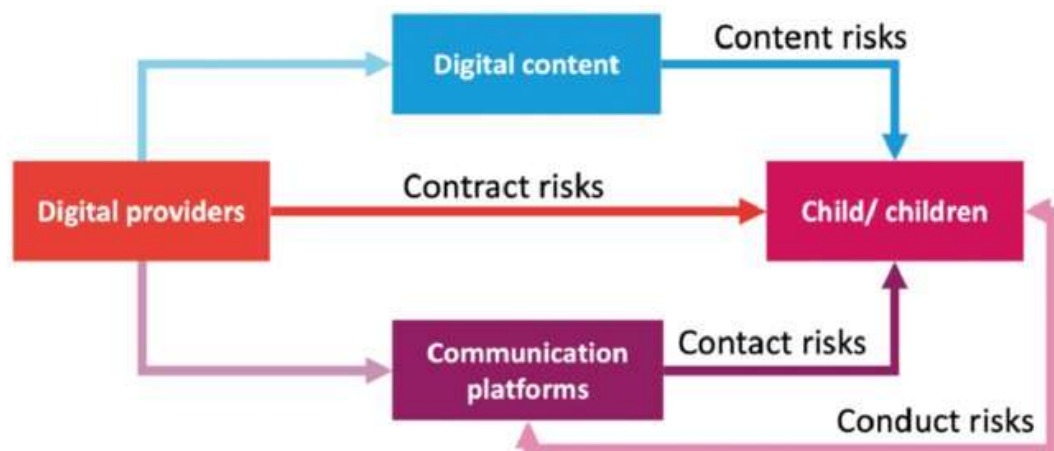 Digital content
Content risks
Digital providers
Contract risks
Child/ children
Communication
platforms
Contact risks
Conduct risks